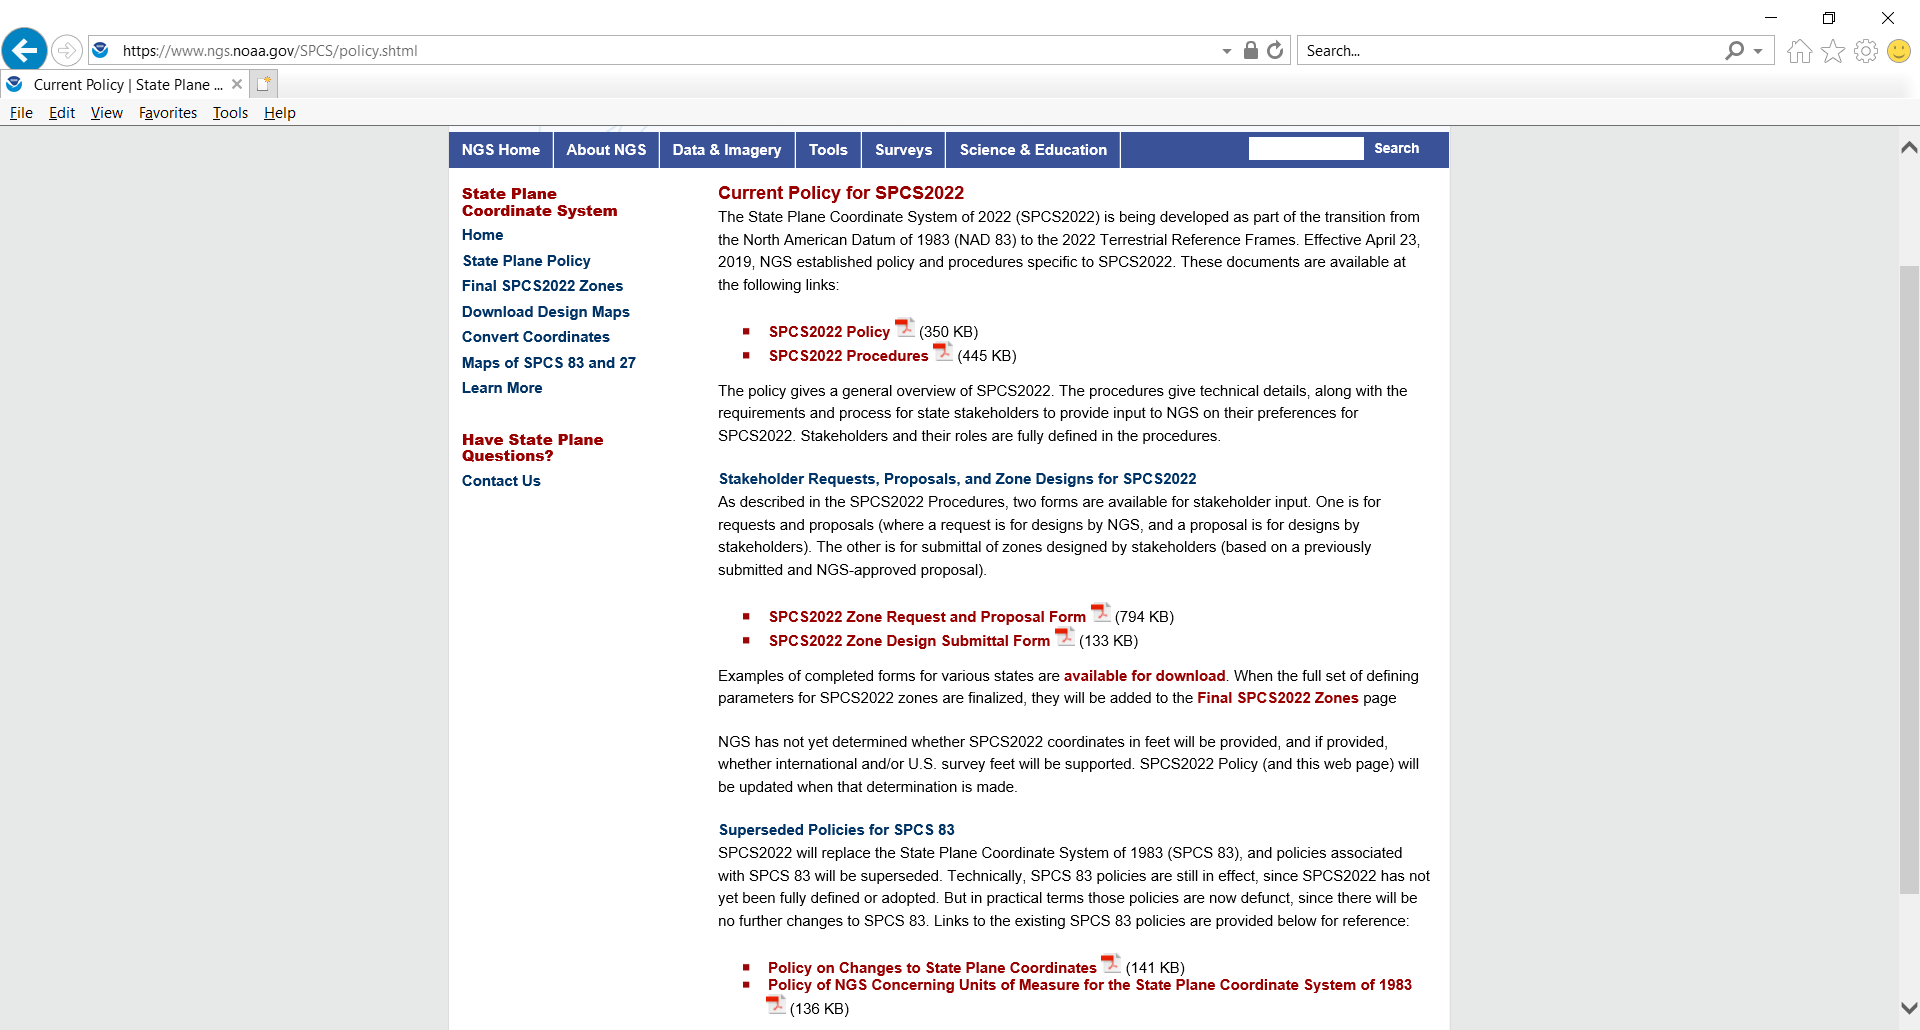 https://www.ngs.noaa.gov/SPCS/policy.shtml
Search...
Current Policy | State Plane ...
File Edit View Favorites Tools Help
NGS Home About NGS Data & Imagery Tools Surveys Science & Education Search
State Plane
Coordinate System
Home
State Plane Policy
Final SPCS2022 Zones
Download Design Maps
Convert Coordinates
Maps of SPCS 83 and 27
Learn More
Have State Plane
Questions?
Contact Us
Current Policy for SPCS2022
The State Plane Coordinate System of 2022 (SPCS2022) is being developed as part of the transition from
the North American Datum of 1983 (NAD 83) to the 2022 Terrestrial Reference Frames. Effective April 23,
2019, NGS established policy and procedures specific to SPCS2022. These documents are available at
the following links:
SPCS2022 Policy (350 KB)
SPCS2022 Procedures (445 KB)
The policy gives a general overview of SPCS2022. The procedures give technical details, along with the
requirements and process for state stakeholders to provide input to NGS on their preferences for
SPCS2022. Stakeholders and their roles are fully defined in the procedures.
Stakeholder Requests, Proposals, and Zone Designs for SPCS2022
As described in the SPCS2022 Procedures, two forms are available for stakeholder input. One is for
requests and proposals (where a request is for designs by NGS, and a proposal is for designs by
stakeholders). The other is for submittal of zones designed by stakeholders (based on a previously
submitted and NGS-approved proposal).
SPCS2022 Zone Request and Proposal Form (794 KB)
SPCS2022 Zone Design Submittal Form (133 KB)
Examples of completed forms for various states are available for download. When the full set of defining
parameters for SPCS2022 zones are finalized, they will be added to the Final SPCS2022 Zones page
NGS has not yet determined whether SPCS2022 coordinates in feet will be provided, and if provided,
whether international and/or U.S. survey feet will be supported. SPCS2022 Policy (and this web page) will
be updated when that determination is made.
Superseded Policies for SPCS 83
SPCS2022 will replace the State Plane Coordinate System of 1983 (SPCS 83), and policies associated
with SPCS 83 will be superseded. Technically, SPCS 83 policies are still in effect, since SPCS2022 has not
yet been fully defined or adopted. But in practical terms those policies are now defunct, since there will be
no further changes to SPCS 83. Links to the existing SPCS 83 policies are provided below for reference:
Policy on Changes to State Plane Coordinates (141 KB)
Policy of NGS Concerning Units of Measure for the State Plane Coordinate System of 1983
(136 KB)